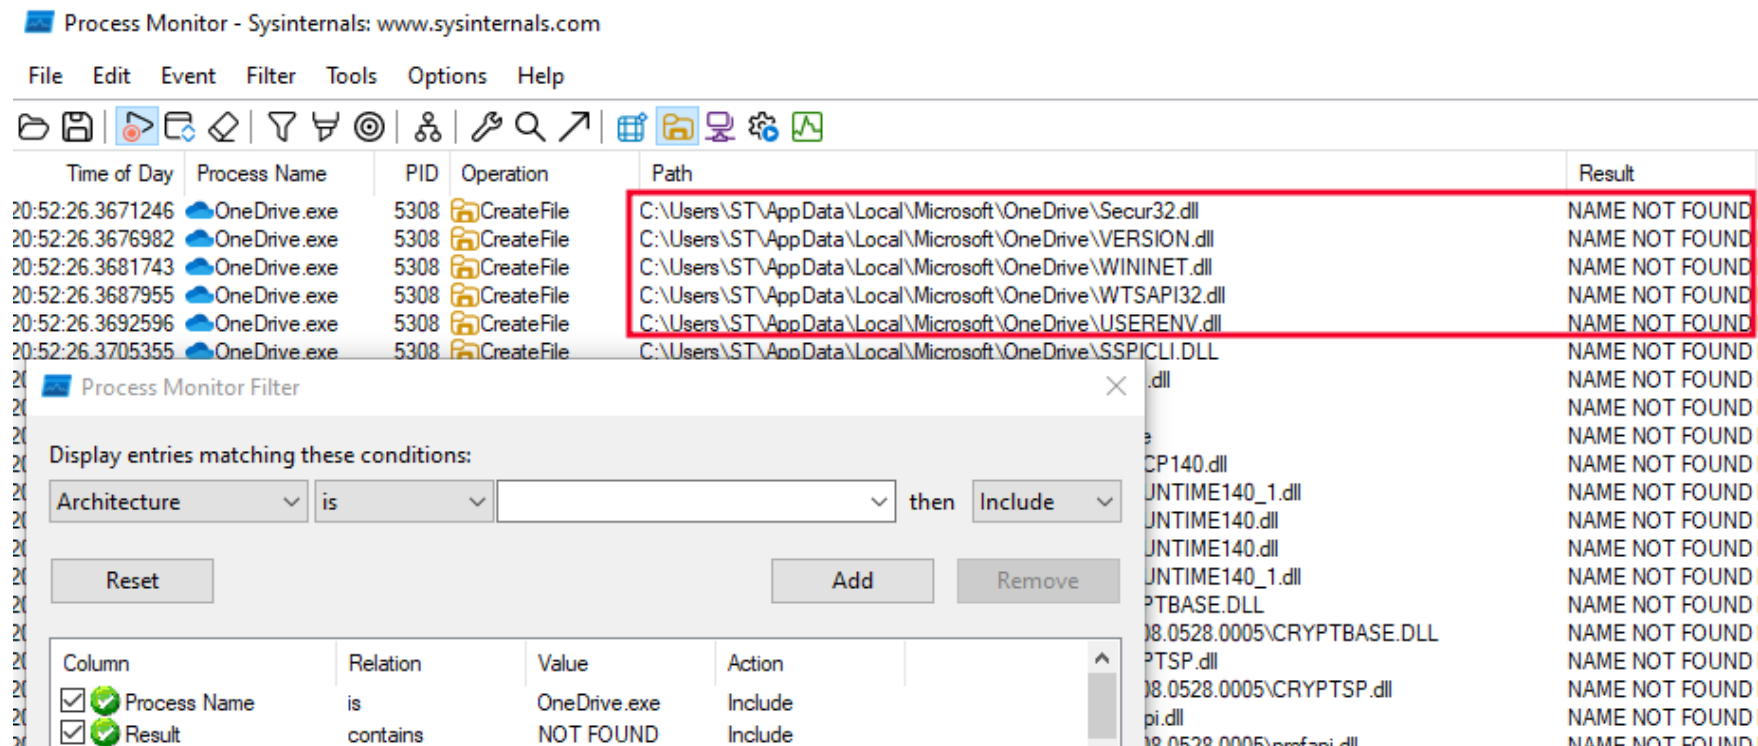 Process Monitor - Sysinternals: www.sysinternals.com
File Edit Event Filter Tools Options Help
Time of Day Process Name PID Operation Path Result
20:52:26.3671246 OneDrive.exe 5308 CreateFile C:\Users\ST\AppData\Local\Microsoft\OneDrive\Secur32.dll NAME NOT FOUND
20:52:26.3676982 OneDrive.exe 5308 CreateFile C:\Users\ST\AppData\Local\Microsoft\OneDrive\VERSION.dll NAME NOT FOUND
20:52:26.3681743 OneDrive.exe 5308 CreateFile C:\Users\ST\AppData\Local\Microsoft\OneDrive\WININET.dll NAME NOT FOUND
20:52:26.3687955 OneDrive.exe 5308 CreateFile C:\Users\ST\AppData\Local\Microsoft\OneDrive\WTSAPI32.dll NAME NOT FOUND
20:52:26.3692596 OneDrive.exe 5308 CreateFile C:\Users\ST\AppData\Local\Microsoft\OneDrive\USERENV.dll NAME NOT FOUND
20:52:26.3705355 OneDrive.exe 5308 CreateFile C:\Users\ST\AppData\Local\Microsoft\OneDrive\SSPICLI.DLL NAME NOT FOUND
.dll NAME NOT FOUND
NAME NOT FOUND
NAME NOT FOUND
CP140.dll NAME NOT FOUND
UNTIME140_1.dll NAME NOT FOUND
UNTIME140.dll NAME NOT FOUND
UNTIME140.dll NAME NOT FOUND
UNTIME140_1.dll NAME NOT FOUND
PTBASE.DLL NAME NOT FOUND
08.0528.0005\CRYPTBASE.DLL NAME NOT FOUND
PTSP.dll NAME NOT FOUND
08.0528.0005\CRYPTSP.dll NAME NOT FOUND
pi.dll NAME NOT FOUND
08.0528.0005\profapi.dll NAME NOT FOUND
Process Monitor Filter
Display entries matching these conditions:
Architecture is then Include
Reset Add Remove
Column Relation Value Action
Process Name is OneDrive.exe Include
Result contains NOT FOUND Include